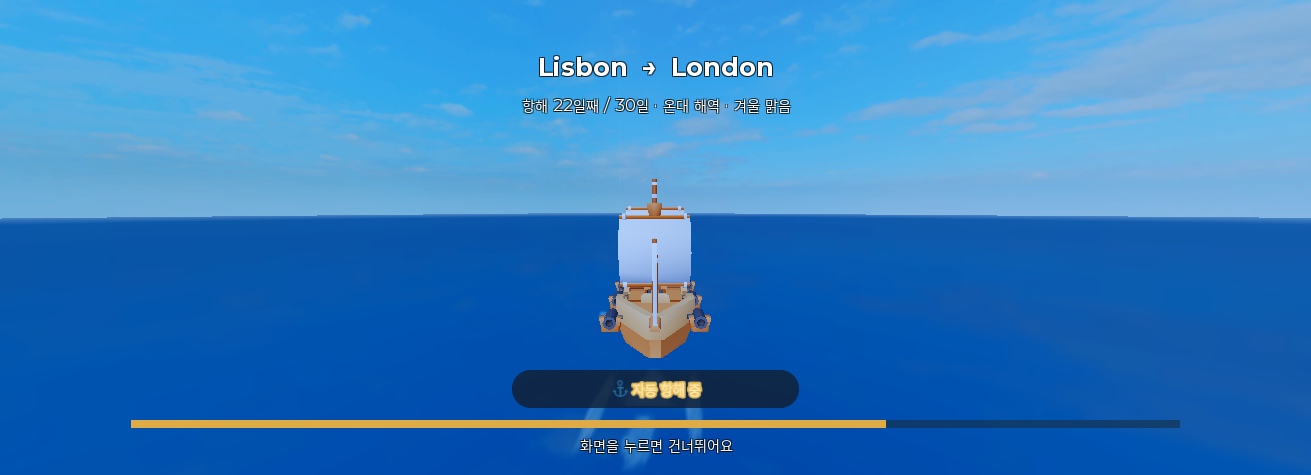 Lisbon → London
항해 22일째 / 30일 · 온대 해역 · 겨울 맑음
⚓ 자동 항해 중
화면을 누르면 건너뛰어요